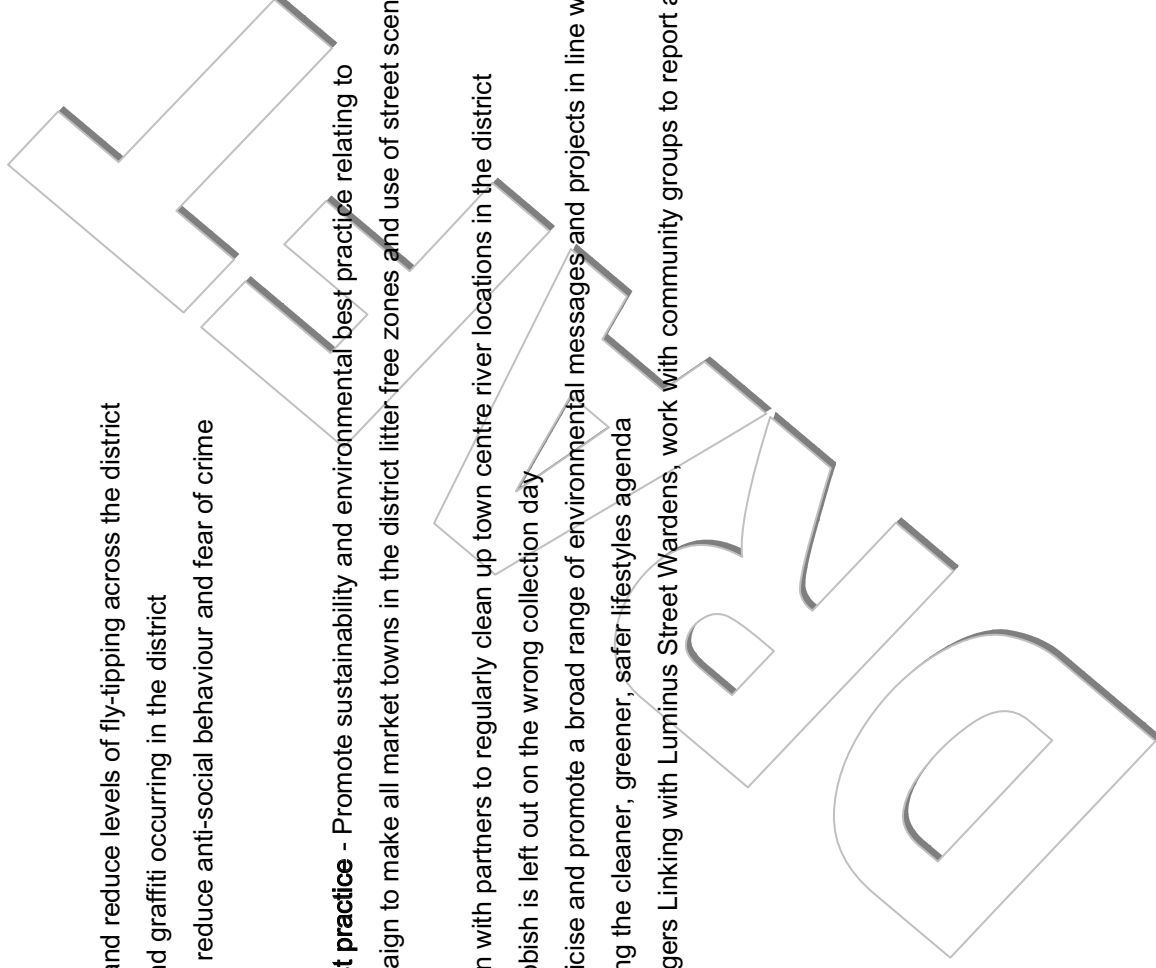 and reduce levels of fly-tipping across the district
nd graffiti occurring in the district
reduce anti-social behaviour and fear of crime
t practice - Promote sustainability and environmental best practice relating to
aign to make all market towns in the district litter free zones and use of street scen
n with partners to regularly clean up town centre river locations in the district
bbish is left out on the wrong collection day
icise and promote a broad range of environmental messages and projects in line w
ng the cleaner, greener, safer lifestyles agenda
gers Linking with Luminus Street Wardens, work with community groups to report a
DRAFT